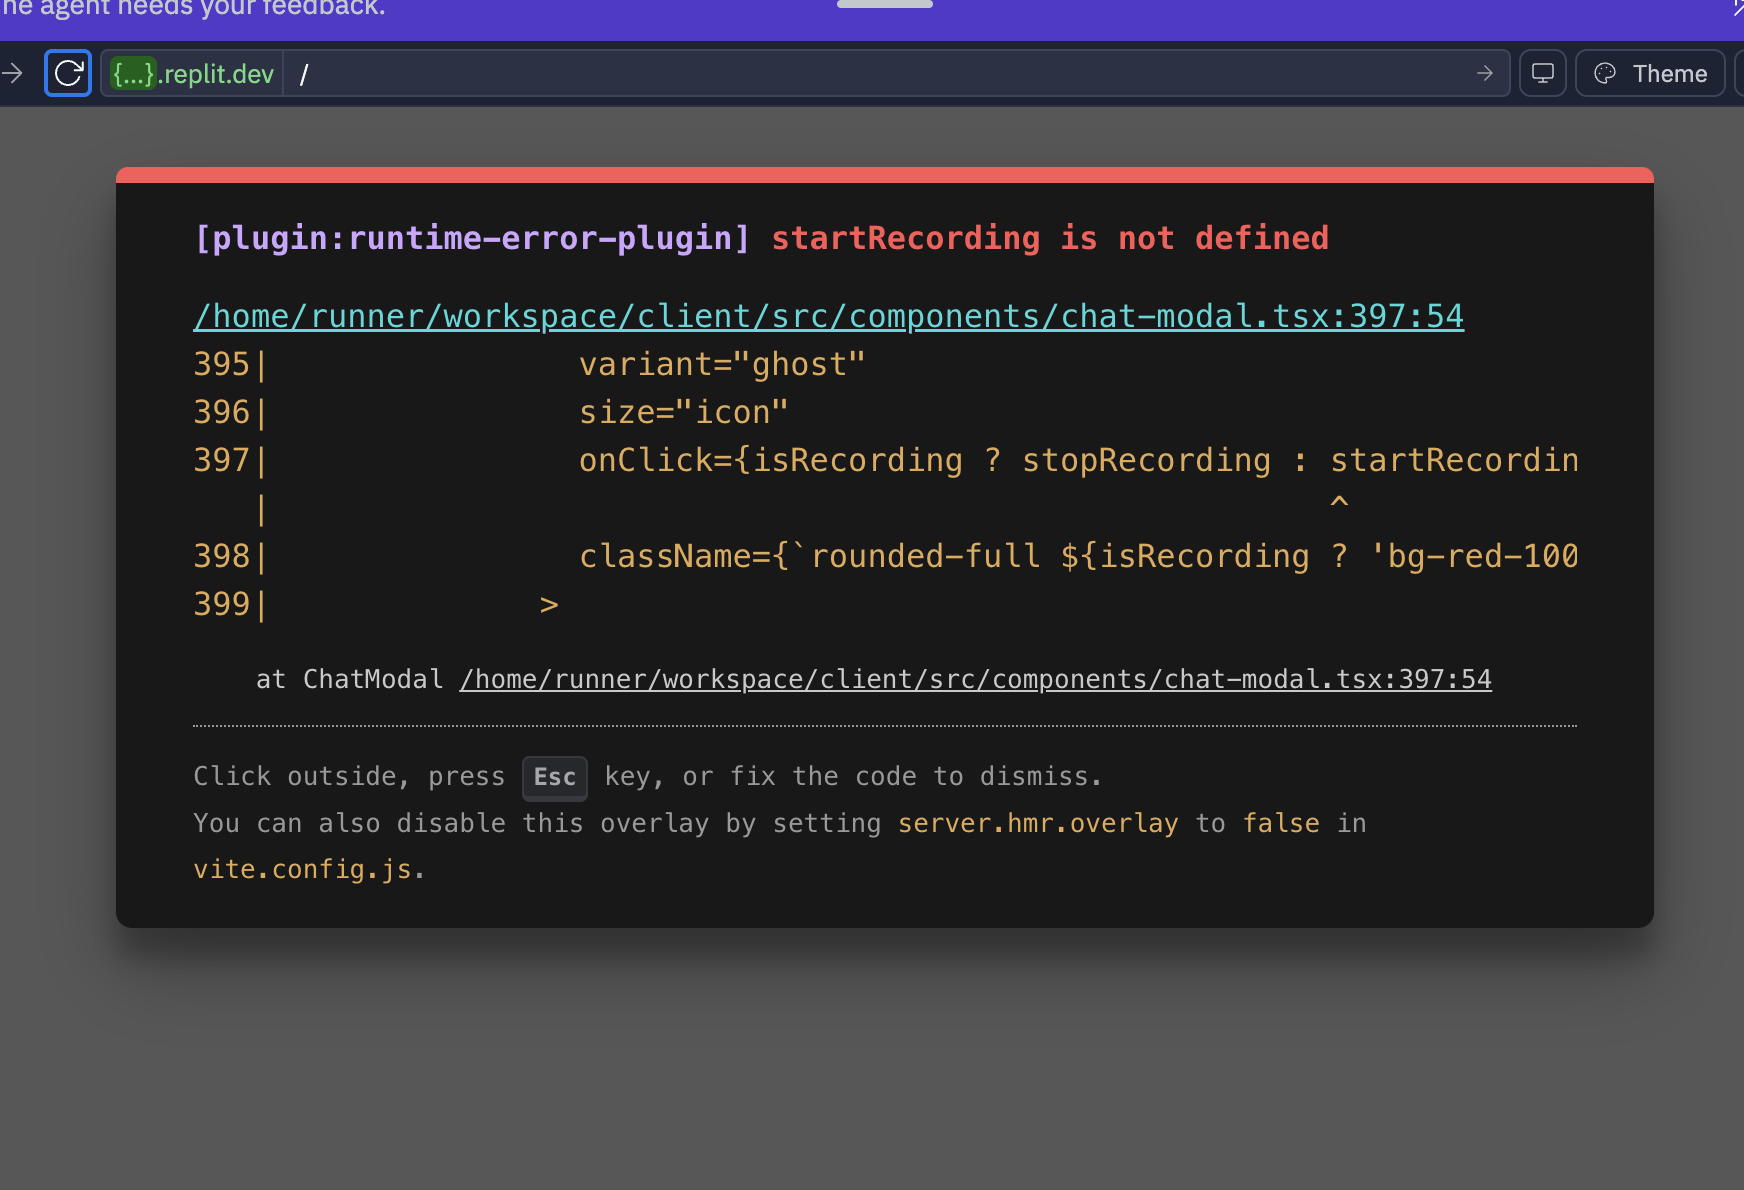 he agent needs your feedback.
{...}.replit.dev /
Theme
[plugin:runtime-error-plugin] startRecording is not defined
/home/runner/workspace/client/src/components/chat-modal.tsx:397:54
395|                variant="ghost"
396|                size="icon"
397|                onClick={isRecording ? stopRecording : startRecordin
   |                                                       ^
398|                className={`rounded-full ${isRecording ? 'bg-red-100
399|              >
at ChatModal /home/runner/workspace/client/src/components/chat-modal.tsx:397:54
Click outside, press Esc key, or fix the code to dismiss.
You can also disable this overlay by setting server.hmr.overlay to false in
vite.config.js.